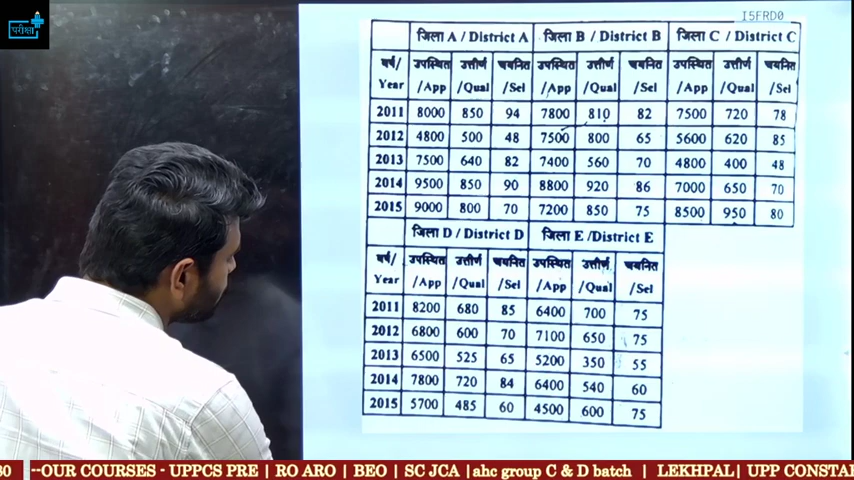 परीक्षा
I5FRD0
जिला A / District A जिला B / District B जिला C / District C
वर्ष/ उपस्थित उत्तीर्ण चयनित उपस्थित उत्तीर्ण चयनित उपस्थित उत्तीर्ण चयनित
Year /App /Qual /Sel /App /Qual /Sel /App /Qual /Sel
2011 8000 850 94 7800 810 82 7500 720 78
2012 4800 500 48 7500 800 65 5600 620 85
2013 7500 640 82 7400 560 70 4800 400 48
2014 9500 850 90 8800 920 86 7000 650 70
2015 9000 800 70 7200 850 75 8500 950 80
जिला D / District D जिला E /District E
वर्ष/ उपस्थित उत्तीर्ण चयनित उपस्थित उत्तीर्ण चयनित
Year /App /Qual /Sel /App /Qual /Sel
2011 8200 680 85 6400 700 75
2012 6800 600 70 7100 650 75
2013 6500 525 65 5200 350 55
2014 7800 720 84 6400 540 60
2015 5700 485 60 4500 600 75
30 --OUR COURSES - UPPCS PRE | RO ARO | BEO | SC JCA |ahc group C & D batch | LEKHPAL| UPP CONSTAB